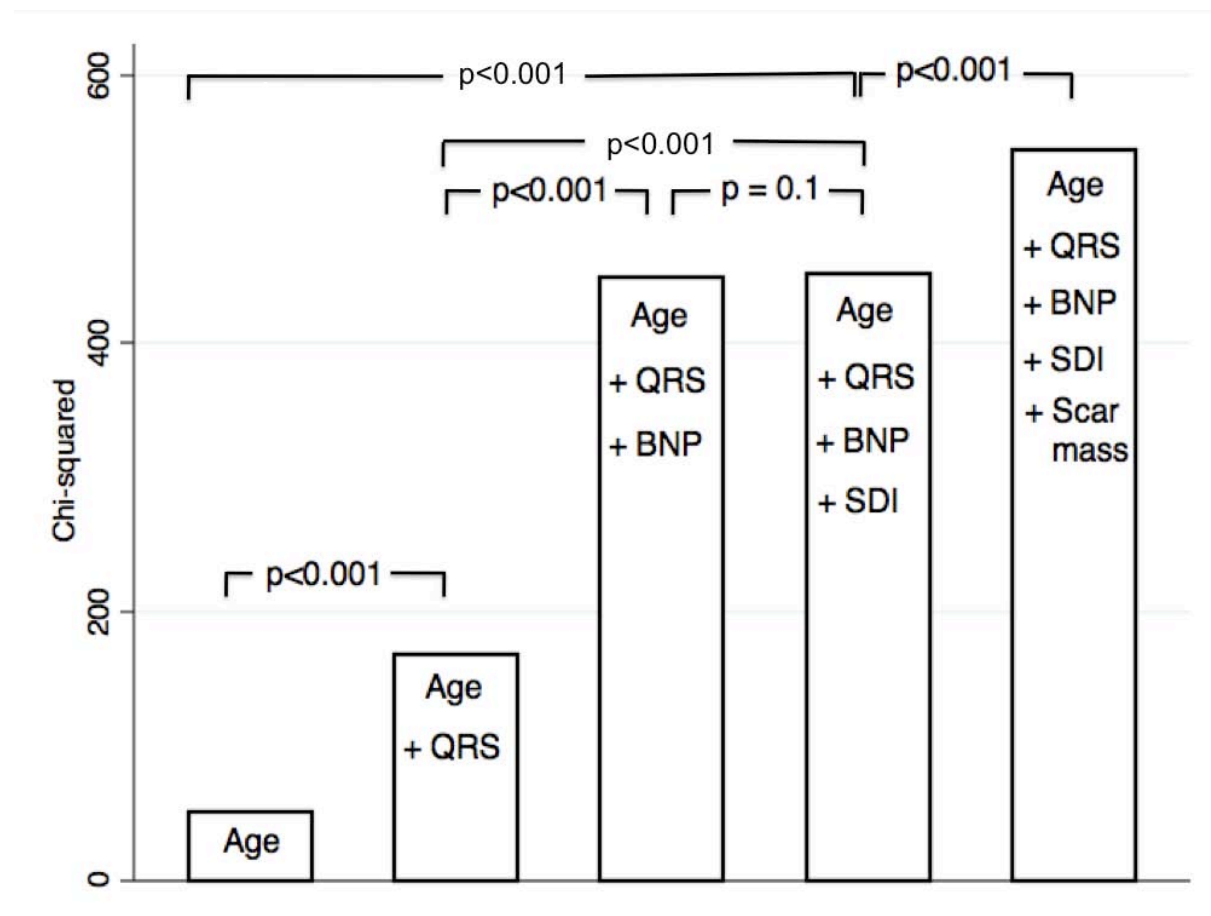 600
p<0.001
p<0.001
p<0.001
p<0.001
p = 0.1
400
200
0
Chi-squared
p<0.001
Age
Age
+ QRS
Age
+ QRS
+ BNP
Age
+ QRS
+ BNP
+ SDI
Age
+ QRS
+ BNP
+ SDI
+ Scar
mass